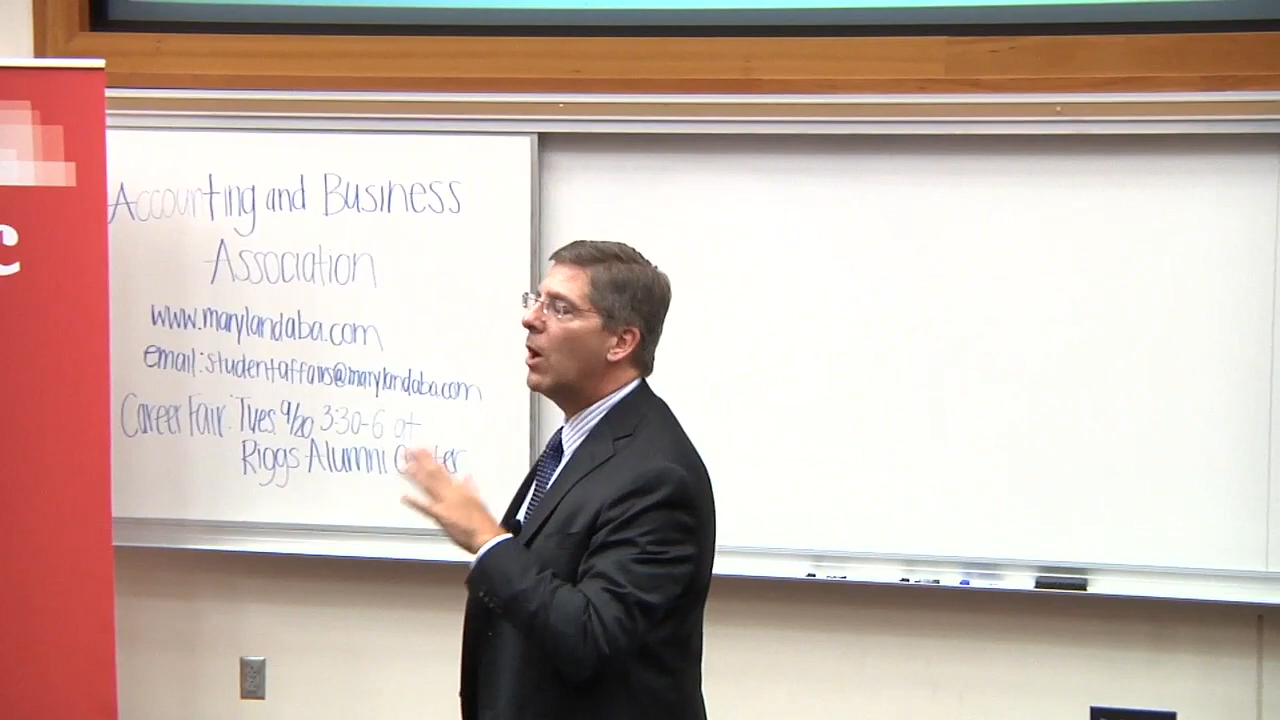 c
Accounting and Business
Association
www.marylandaba.com
email: studentaffairs@marylandaba.com
Career Fair: Tues. 9/20 3:30-6 at
Riggs Alumni Center